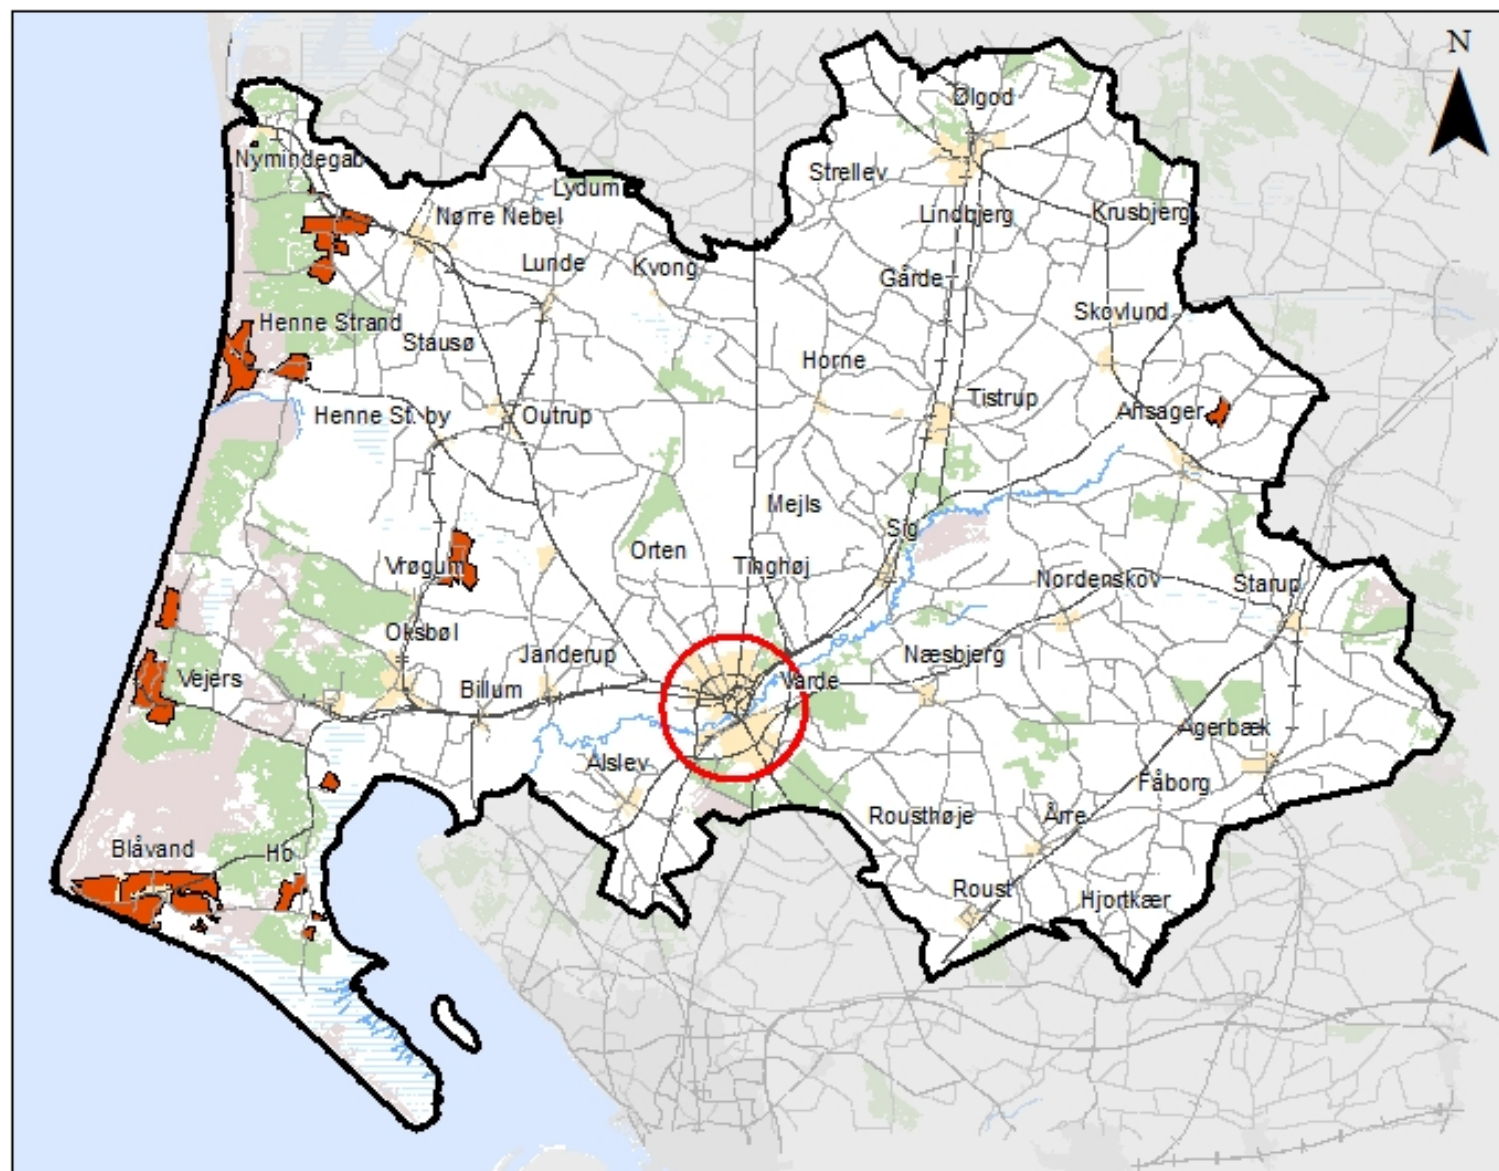 N
Ølgod
Nymindegab
Strellev
Lydum
Nørre Nebel
Lindbjerg
Krusbjerg
Lunde
Kvong
Gårde
Henne Strand
Skovlund
Stausø
Horne
Tistrup
Henne St. by
Outrup
Ansager
Mejls
Sig
Orten
Tinghøj
Vrøgum
Nordenskov
Starup
Oksbøl
Janderup
Næsbjerg
Vejers
Billum
Varde
Agerbæk
Alslev
Fåborg
Rousthøje
Årre
Blåvand
Ho
Roust
Hjortkær